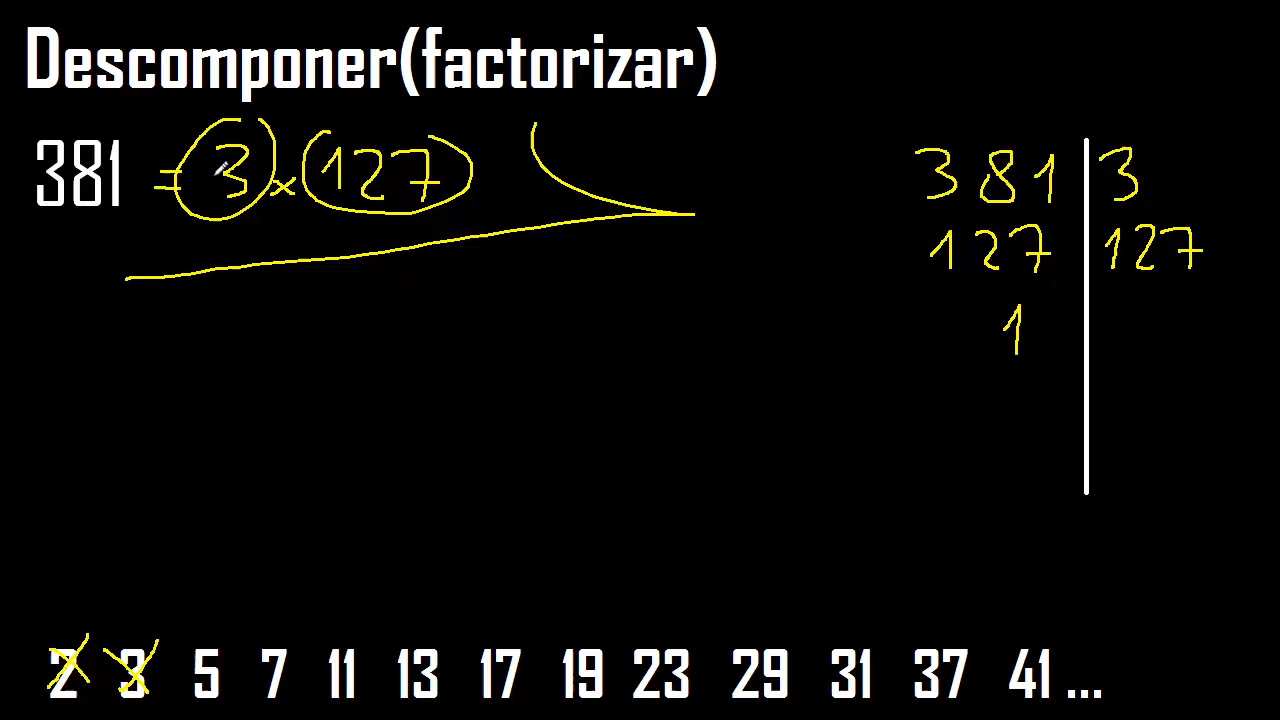 Descomponer(factorizar)
381 = 3 x 127
381 3
127 127
1
2 3 5 7 11 13 17 19 23 29 31 37 41 ...